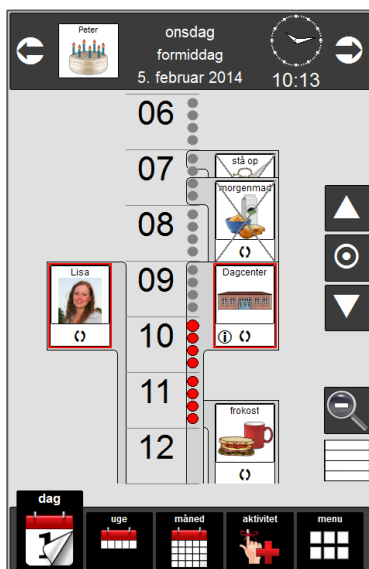 Peter
onsdag
formiddag
5. februar 2014
10:13
06
07
stå op
morgenmad
08
Lisa
09
Dagcenter
10
11
frokost
12
dag
1
uge
måned
aktivitet
menu